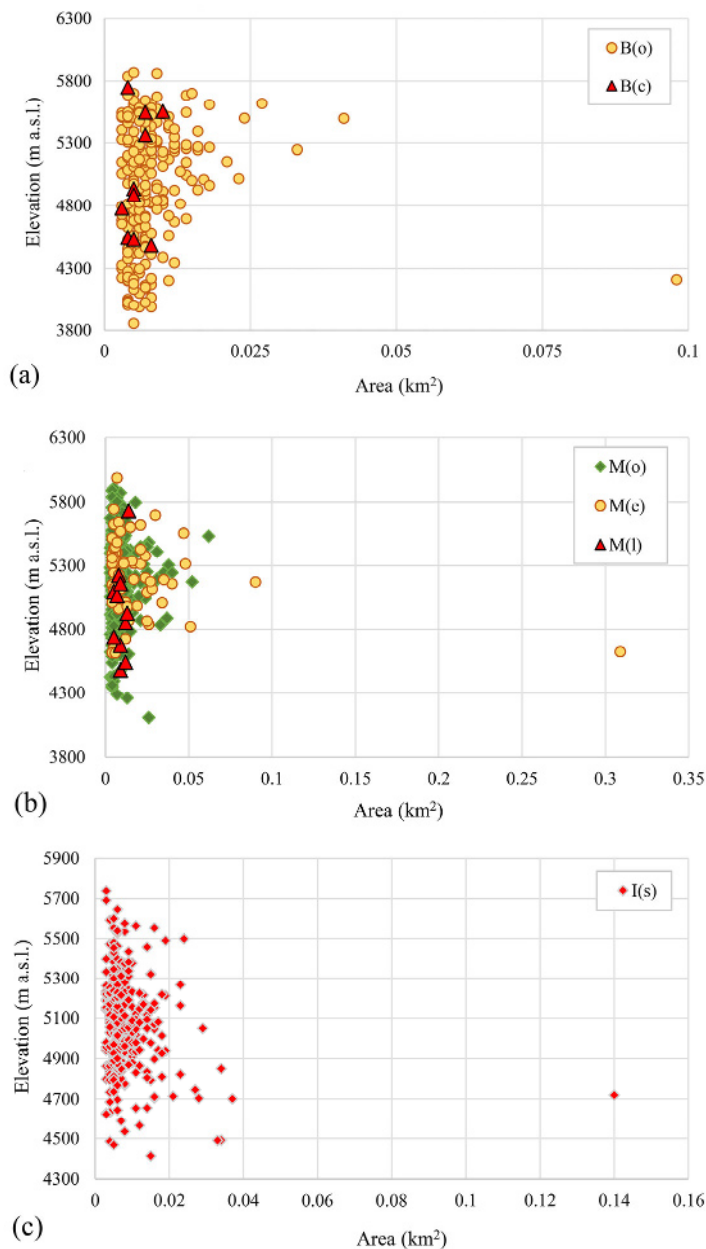 6300
5800
5300
4800
4300
3800
Elevation (m a.s.l.)
B(o)
B(c)
0
0.025
0.05
0.075
0.1
(a)
Area (km²)
6300
5800
5300
4800
4300
3800
Elevation (m a.s.l.)
M(o)
M(e)
M(l)
0
0.05
0.1
0.15
0.2
0.25
0.3
0.35
(b)
Area (km²)
5900
5700
5500
5300
5100
4900
4700
4500
4300
Elevation (m a.s.l.)
I(s)
0
0.02
0.04
0.06
0.08
0.1
0.12
0.14
0.16
(c)
Area (km²)